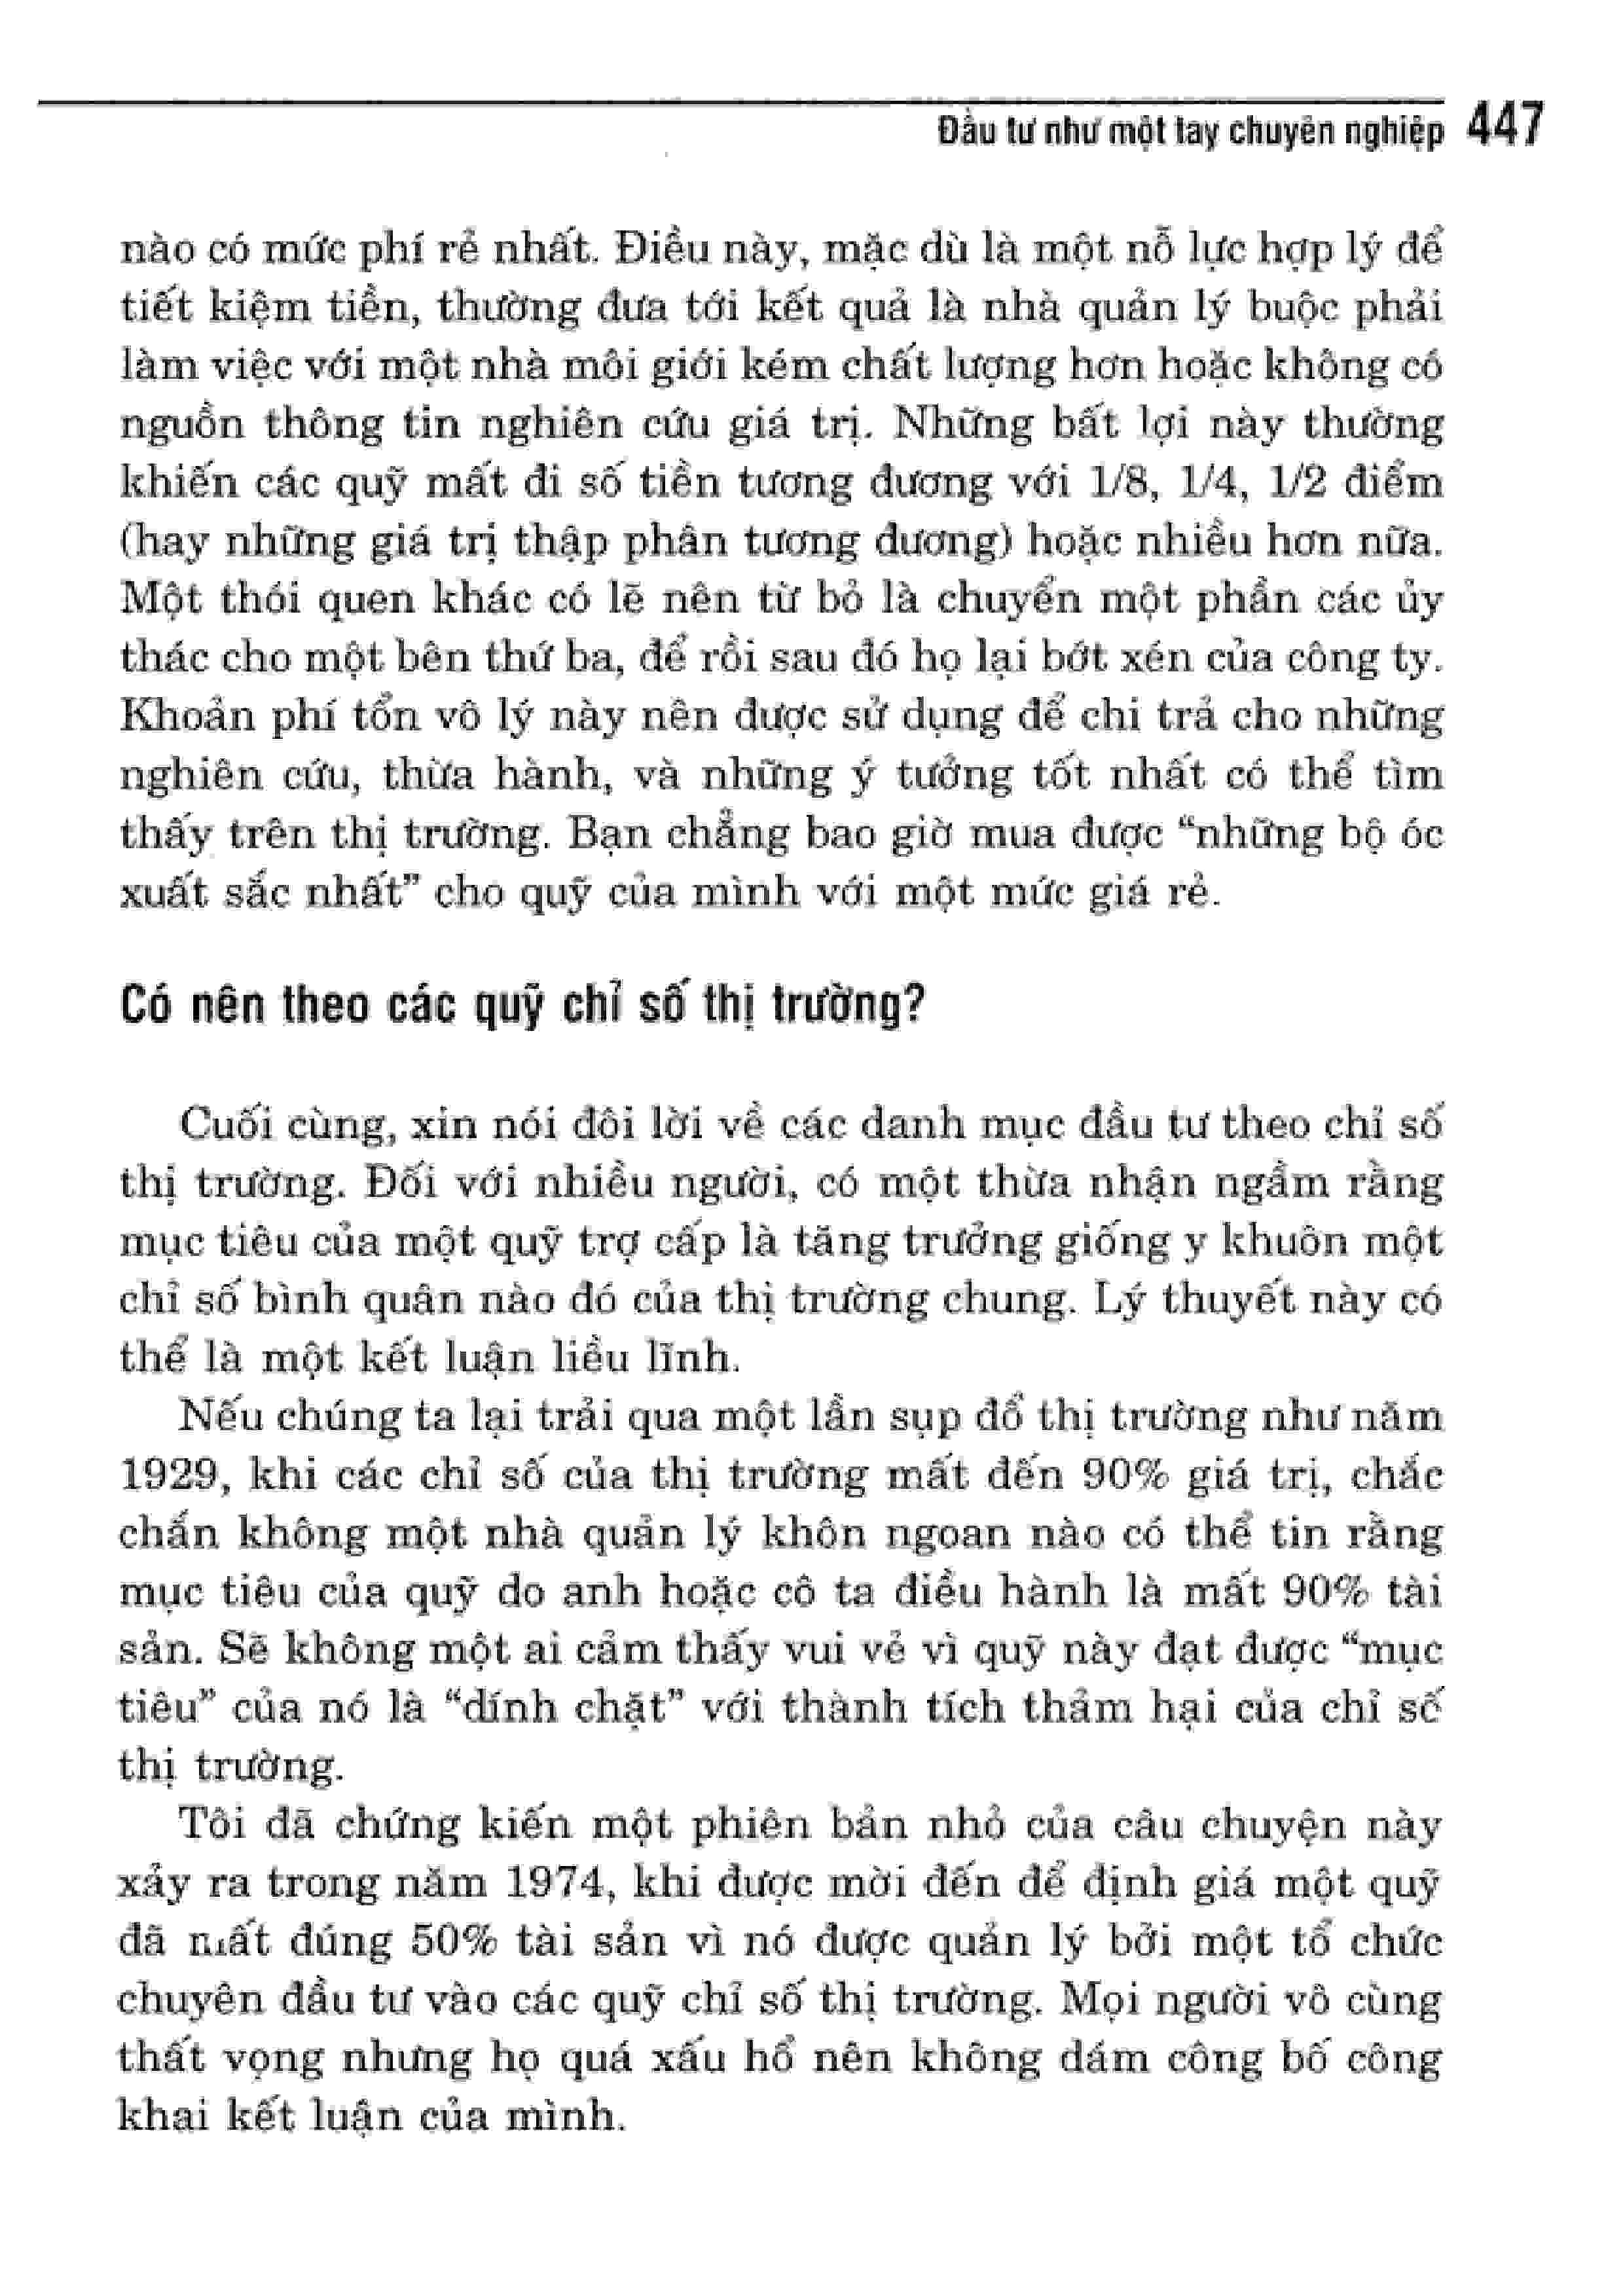 Đầu tư như một tay chuyên nghiệp 447
nào có mức phí rẻ nhất. Điều này, mặc dù là một nỗ lực hợp lý để
tiết kiệm tiền, thường đưa tới kết quả là nhà quản lý buộc phải
làm việc với một nhà môi giới kém chất lượng hơn hoặc không có
nguồn thông tin nghiên cứu giá trị. Những bất lợi này thường
khiến các quỹ mất đi số tiền tương đương với 1/8, 1/4, 1/2 điểm
(hay những giá trị thập phân tương đương) hoặc nhiều hơn nữa.
Một thói quen khác có lẽ nên từ bỏ là chuyển một phần các ủy
thác cho một bên thứ ba, để rồi sau đó họ lại bớt xén của công ty.
Khoản phí tổn vô lý này nên được sử dụng để chi trả cho những
nghiên cứu, thừa hành, và những ý tưởng tốt nhất có thể tìm
thấy trên thị trường. Bạn chẳng bao giờ mua được “những bộ óc
xuất sắc nhất” cho quỹ của mình với một mức giá rẻ.
Có nên theo các quỹ chỉ số thị trường?
Cuối cùng, xin nói đôi lời về các danh mục đầu tư theo chỉ số
thị trường. Đối với nhiều người, có một thừa nhận ngầm rằng
mục tiêu của một quỹ trợ cấp là tăng trưởng giống y khuôn một
chỉ số bình quân nào đó của thị trường chung. Lý thuyết này có
thể là một kết luận liều lĩnh.
Nếu chúng ta lại trải qua một lần sụp đổ thị trường như năm
1929, khi các chỉ số của thị trường mất đến 90% giá trị, chắc
chắn không một nhà quản lý khôn ngoan nào có thể tin rằng
mục tiêu của quỹ do anh hoặc cô ta điều hành là mất 90% tài
sản. Sẽ không một ai cảm thấy vui vẻ vì quỹ này đạt được “mục
tiêu” của nó là “dính chặt” với thành tích thảm hại của chỉ số
thị trường.
Tôi đã chứng kiến một phiên bản nhỏ của câu chuyện này
xảy ra trong năm 1974, khi được mời đến để định giá một quỹ
đã mất đúng 50% tài sản vì nó được quản lý bởi một tổ chức
chuyên đầu tư vào các quỹ chỉ số thị trường. Mọi người vô cùng
thất vọng nhưng họ quá xấu hổ nên không dám công bố công
khai kết luận của mình.